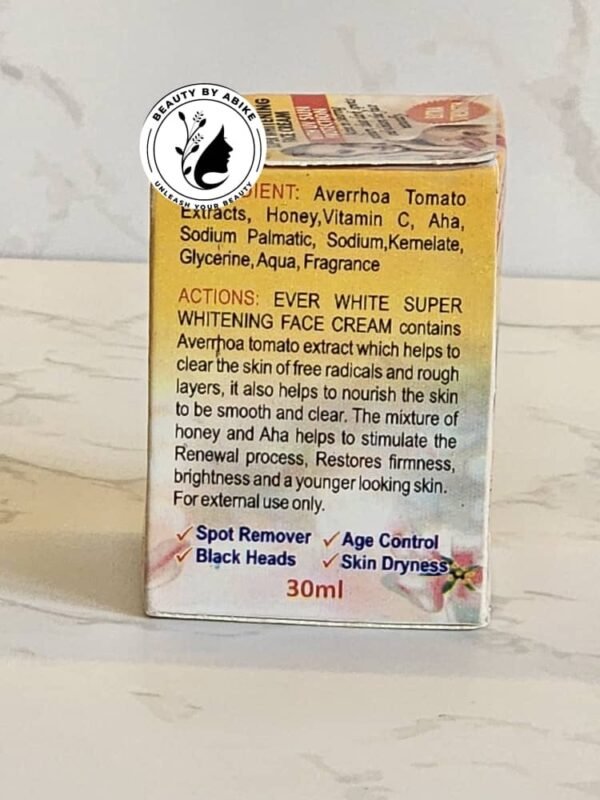 BEAUTY BY ABIKE
UNLEASH YOUR BEAUTY
WHITENING
FACE CREAM
DIENT: Averrhoa Tomato
Extracts, Honey,Vitamin C, Aha,
Sodium Palmatic, Sodium,Kernelate,
Glycerine, Aqua, Fragrance
ACTIONS: EVER WHITE SUPER
WHITENING FACE CREAM contains
Averrhoa tomato extract which helps to
clear the skin of free radicals and rough
layers, it also helps to nourish the skin
to be smooth and clear. The mixture of
honey and Aha helps to stimulate the
Renewal process, Restores firmness,
brightness and a younger looking skin.
For external use only.
✓ Spot Remover ✓ Age Control
✓ Black Heads ✓ Skin Dryness
30ml